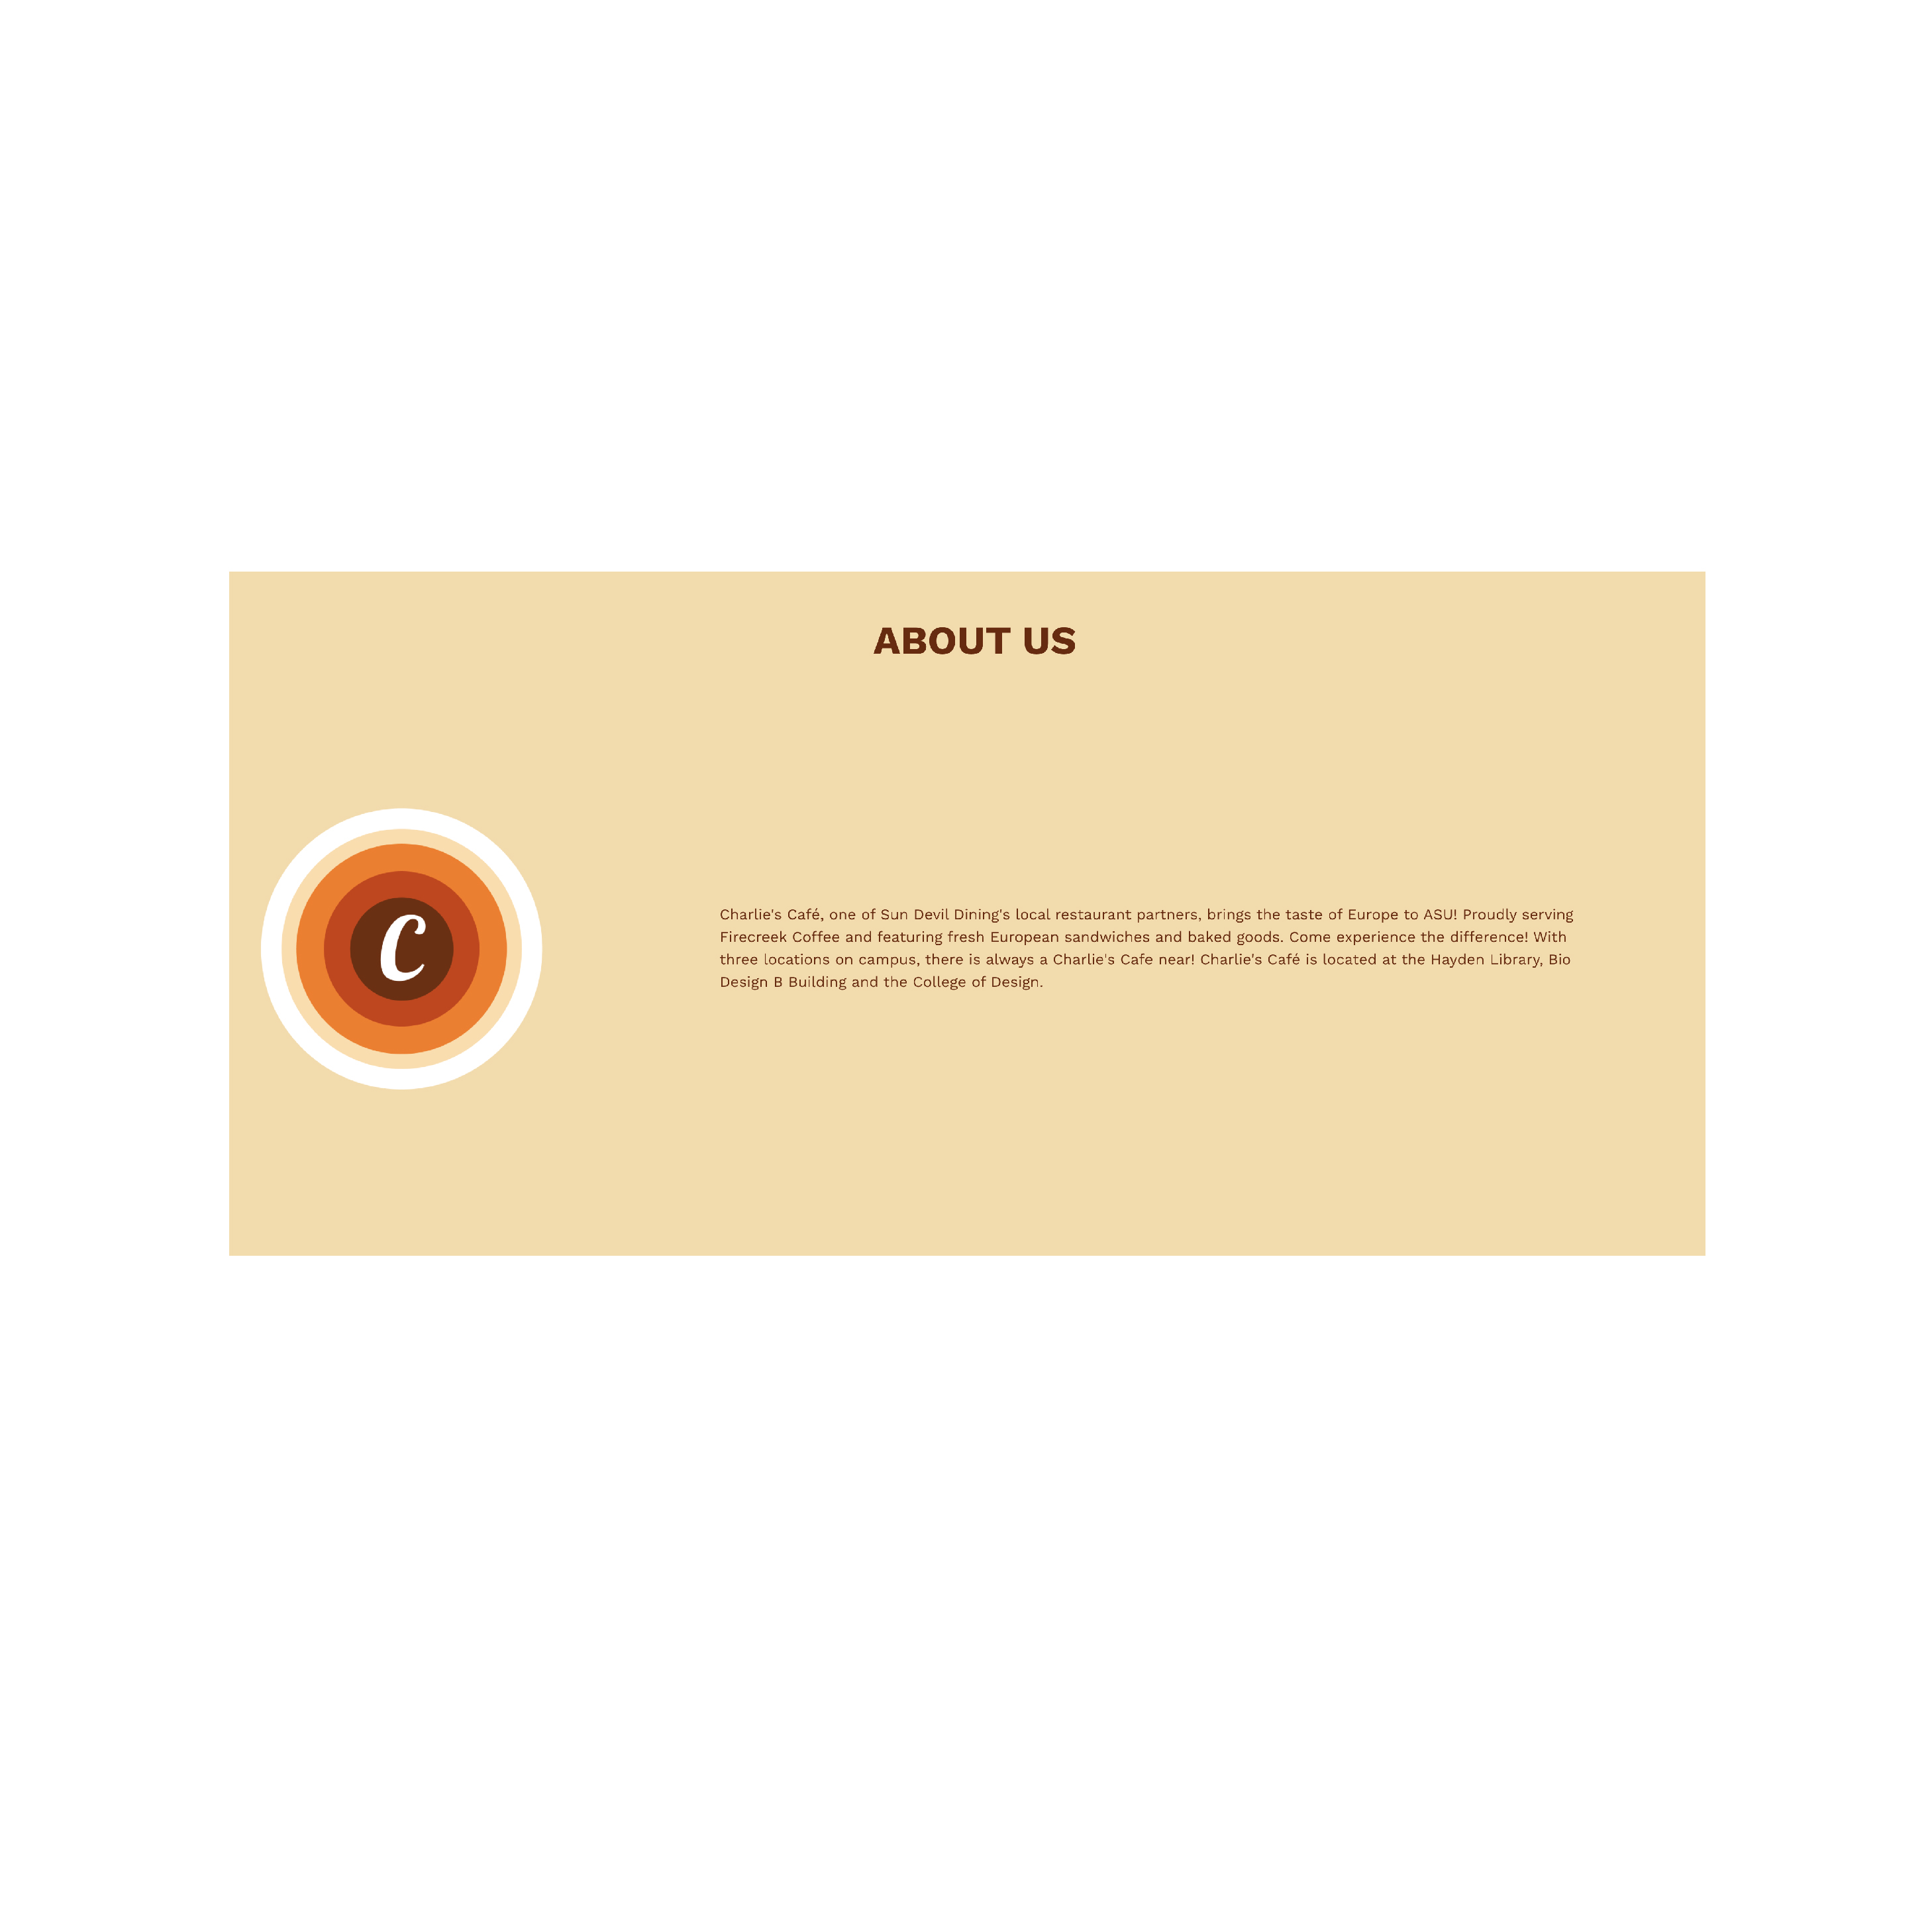 ABOUT US
C
Charlie's Café, one of Sun Devil Dining's local restaurant partners, brings the taste of Europe to ASU! Proudly serving
Firecreek Coffee and featuring fresh European sandwiches and baked goods. Come experience the difference! With
three locations on campus, there is always a Charlie's Cafe near! Charlie's Café is located at the Hayden Library, Bio
Design B Building and the College of Design.